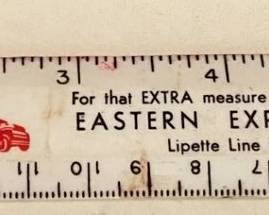 3 4
For that EXTRA measure
EASTERN EXP
Lipette Line
11 10 9 8 7